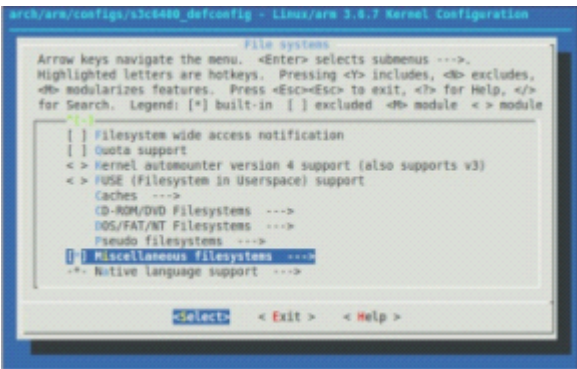 arch/arm/configs/s3c6400_defconfig - Linux/arm 3.6.7 Kernel Configuration
File systems
Arrow keys navigate the menu. <Enter> selects submenus --->.
Highlighted letters are hotkeys. Pressing <Y> includes, <N> excludes,
<M> modularizes features. Press <Esc><Esc> to exit, <?> for Help, </>
for Search. Legend: [*] built-in [ ] excluded <M> module < > module
^(-)
[ ] Filesystem wide access notification
[ ] Quota support
< > Kernel automounter version 4 support (also supports v3)
< > FUSE (Filesystem in Userspace) support
Caches --->
CD-ROM/DVD Filesystems --->
DOS/FAT/NT Filesystems --->
Pseudo filesystems --->
[*] Miscellaneous filesystems --->
-*- Native language support --->
<Select> < Exit > < Help >